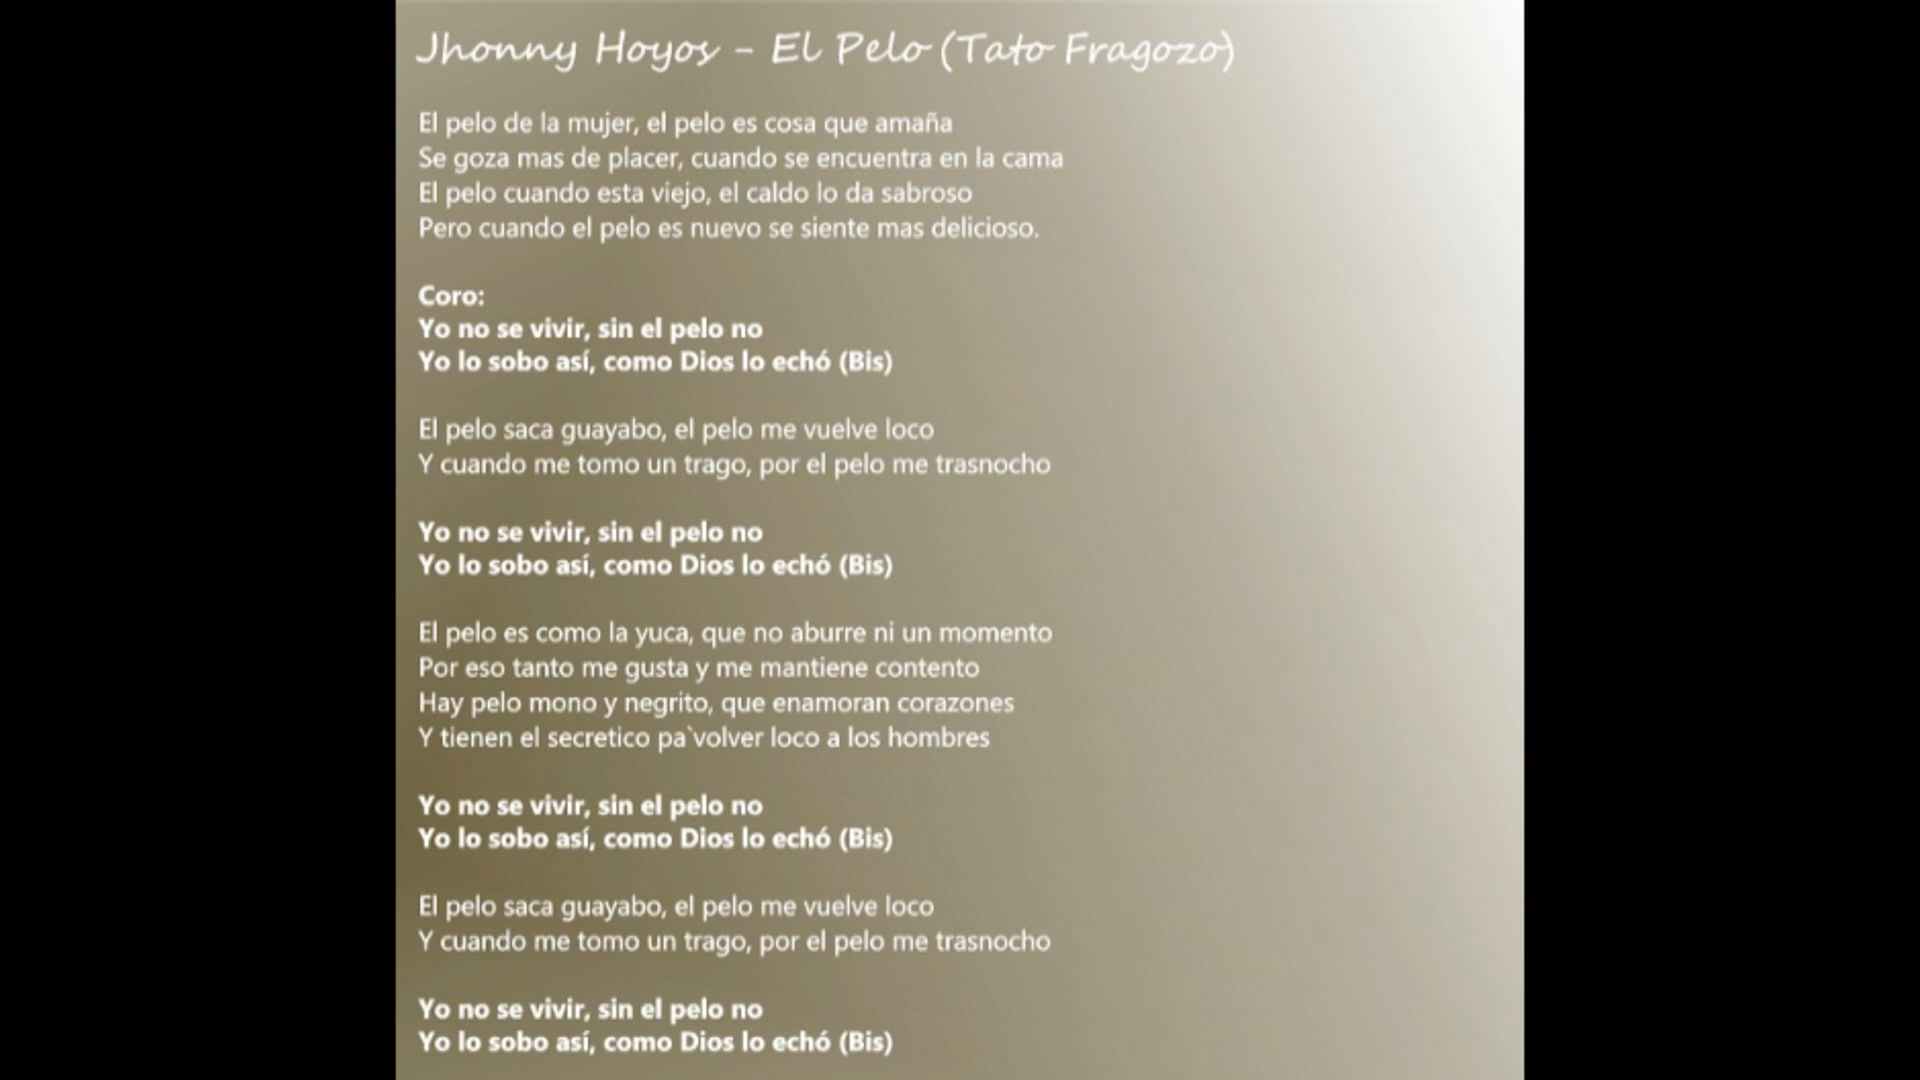 Jhonny Hoyos - El Pelo (Tato Fragozo)
El pelo de la mujer, el pelo es cosa que amaña
Se goza mas de placer, cuando se encuentra en la cama
El pelo cuando esta viejo, el caldo lo da sabroso
Pero cuando el pelo es nuevo se siente mas delicioso.
Coro:
Yo no se vivir, sin el pelo no
Yo lo sobo así, como Dios lo echó (Bis)
El pelo saca guayabo, el pelo me vuelve loco
Y cuando me tomo un trago, por el pelo me trasnocho
Yo no se vivir, sin el pelo no
Yo lo sobo así, como Dios lo echó (Bis)
El pelo es como la yuca, que no aburre ni un momento
Por eso tanto me gusta y me mantiene contento
Hay pelo mono y negrito, que enamoran corazones
Y tienen el secretico pa`volver loco a los hombres
Yo no se vivir, sin el pelo no
Yo lo sobo así, como Dios lo echó (Bis)
El pelo saca guayabo, el pelo me vuelve loco
Y cuando me tomo un trago, por el pelo me trasnocho
Yo no se vivir, sin el pelo no
Yo lo sobo así, como Dios lo echó (Bis)